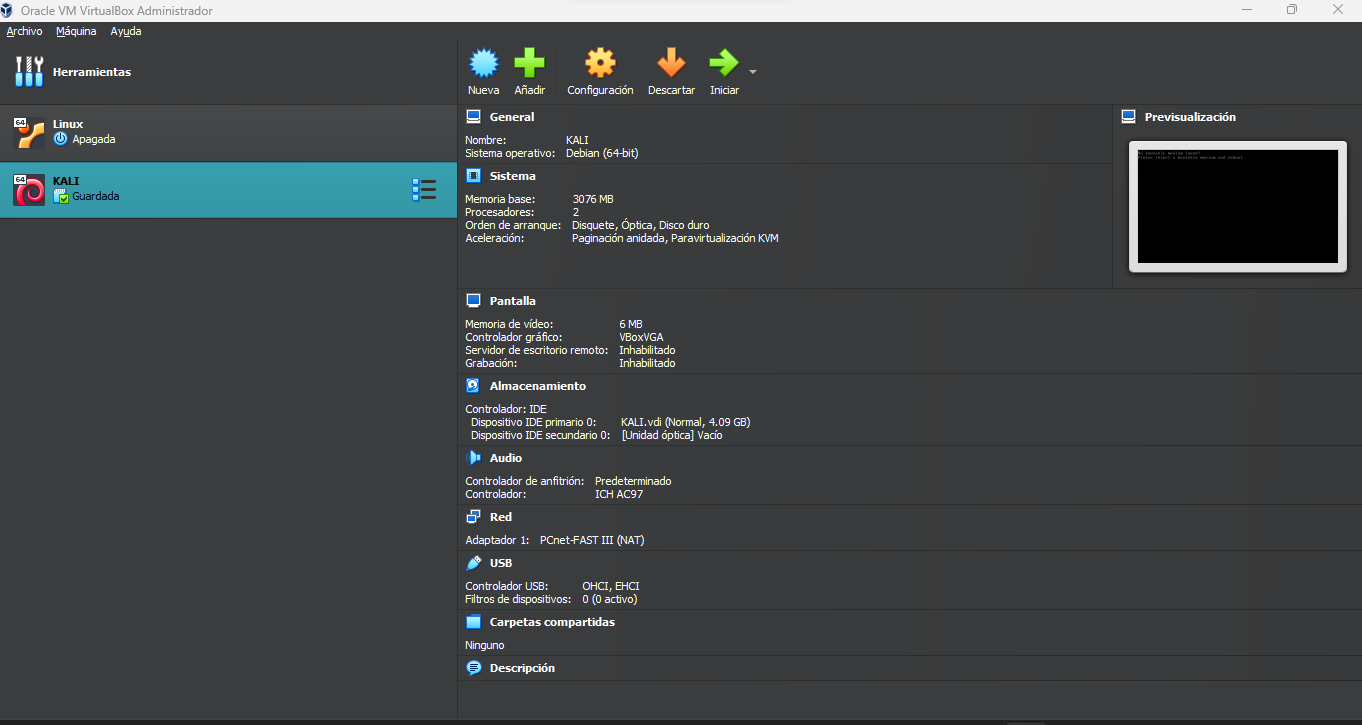 Oracle VM VirtualBox Administrador
Archivo Máquina Ayuda
Herramientas
Nueva Añadir Configuración Descartar Iniciar
64
Linux
Apagada
64
KALI
Guardada
General
Nombre: KALI
Sistema operativo: Debian (64-bit)
Sistema
Memoria base: 3076 MB
Procesadores: 2
Orden de arranque: Disquete, Óptica, Disco duro
Aceleración: Paginación anidada, Paravirtualización KVM
Previsualización
Pantalla
Memoria de vídeo: 6 MB
Controlador gráfico: VBoxVGA
Servidor de escritorio remoto: Inhabilitado
Grabación: Inhabilitado
Almacenamiento
Controlador: IDE
Dispositivo IDE primario 0: KALI.vdi (Normal, 4.09 GB)
Dispositivo IDE secundario 0: [Unidad óptica] Vacío
Audio
Controlador de anfitrión: Predeterminado
Controlador: ICH AC97
Red
Adaptador 1: PCnet-FAST III (NAT)
USB
Controlador USB: OHCI, EHCI
Filtros de dispositivos: 0 (0 activo)
Carpetas compartidas
Ninguno
Descripción